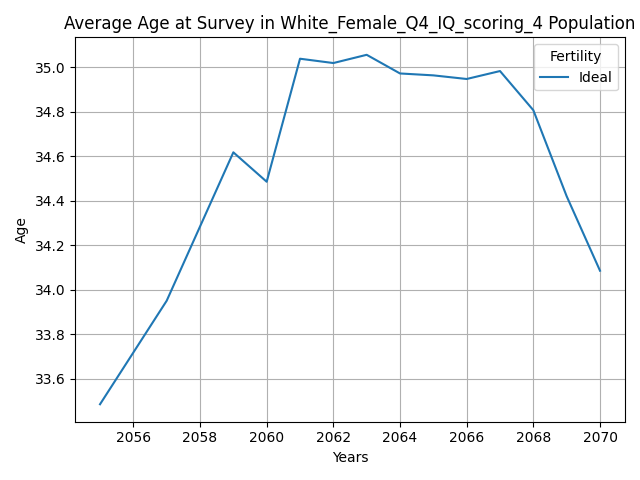 Average Age at Survey in White_Female_Q4_IQ_scoring_4 Population
Fertility
Ideal
35.0
34.8
34.6
34.4
34.2
34.0
33.8
33.6
Age
2056 2058 2060 2062 2064 2066 2068 2070
Years